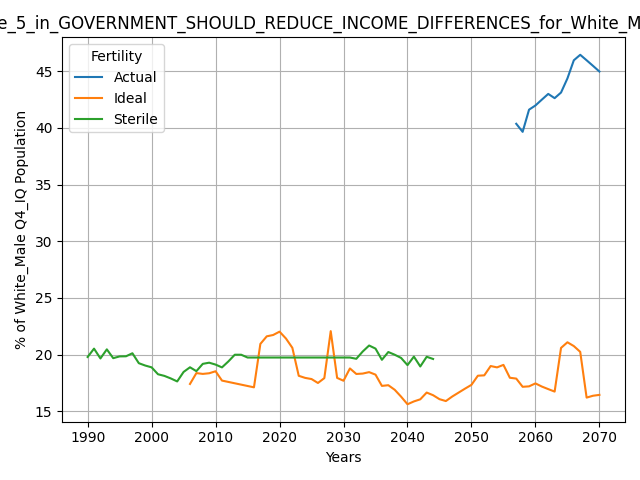 e_5_in_GOVERNMENT_SHOULD_REDUCE_INCOME_DIFFERENCES_for_White_M
Fertility
Actual
Ideal
Sterile
% of White_Male Q4_IQ Population
45
40
35
30
25
20
15
1990 2000 2010 2020 2030 2040 2050 2060 2070
Years